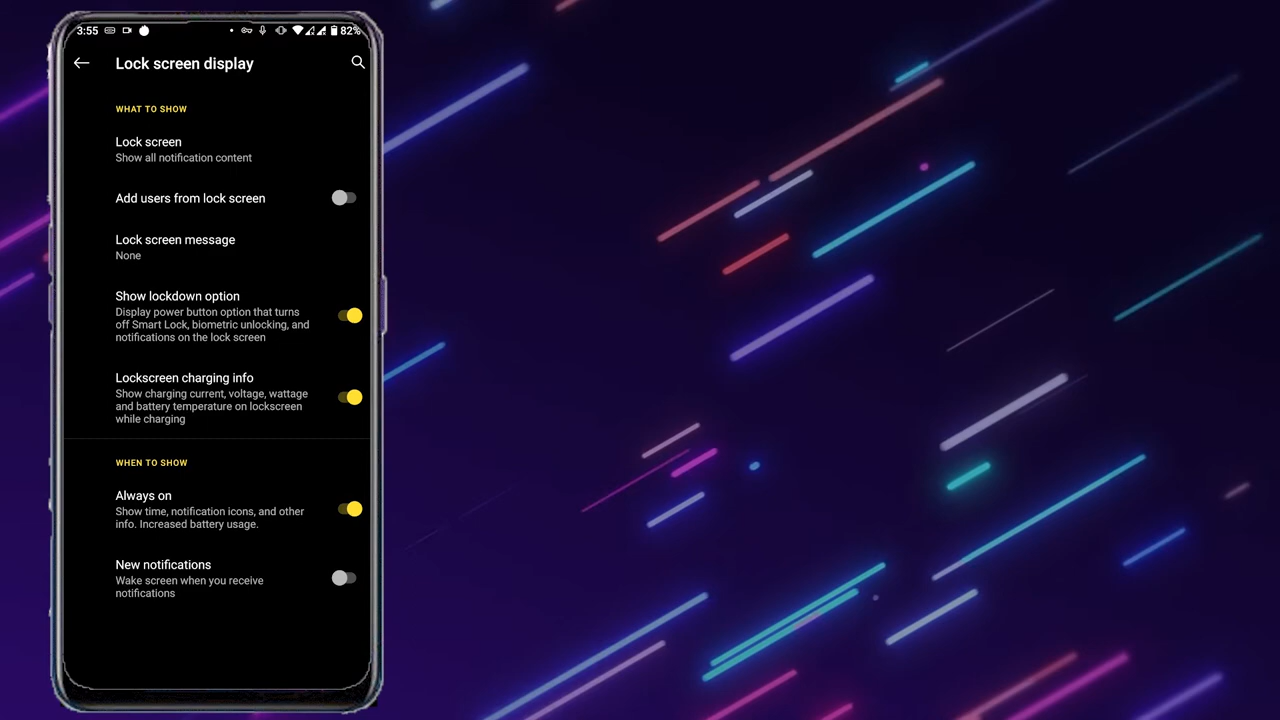 3:55 82%
Lock screen display
WHAT TO SHOW
Lock screen
Show all notification content
Add users from lock screen
Lock screen message
None
Show lockdown option
Display power button option that turns
off Smart Lock, biometric unlocking, and
notifications on the lock screen
Lockscreen charging info
Show charging current, voltage, wattage
and battery temperature on lockscreen
while charging
WHEN TO SHOW
Always on
Show time, notification icons, and other
info. Increased battery usage.
New notifications
Wake screen when you receive
notifications